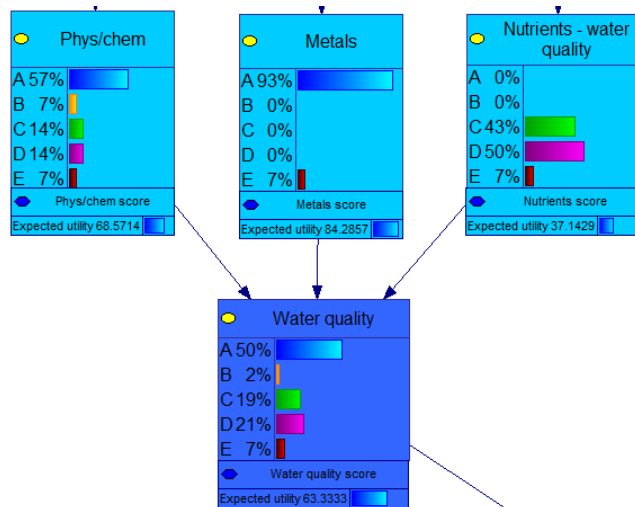 Phys/chem
A 57%
B 7%
C 14%
D 14%
E 7%
Phys/chem score
Expected utility 68.5714
Metals
A 93%
B 0%
C 0%
D 0%
E 7%
Metals score
Expected utility 84.2857
Nutrients - water
quality
A 0%
B 0%
C 43%
D 50%
E 7%
Nutrients score
Expected utility 37.1429
Water quality
A 50%
B 2%
C 19%
D 21%
E 7%
Water quality score
Expected utility 63.3333